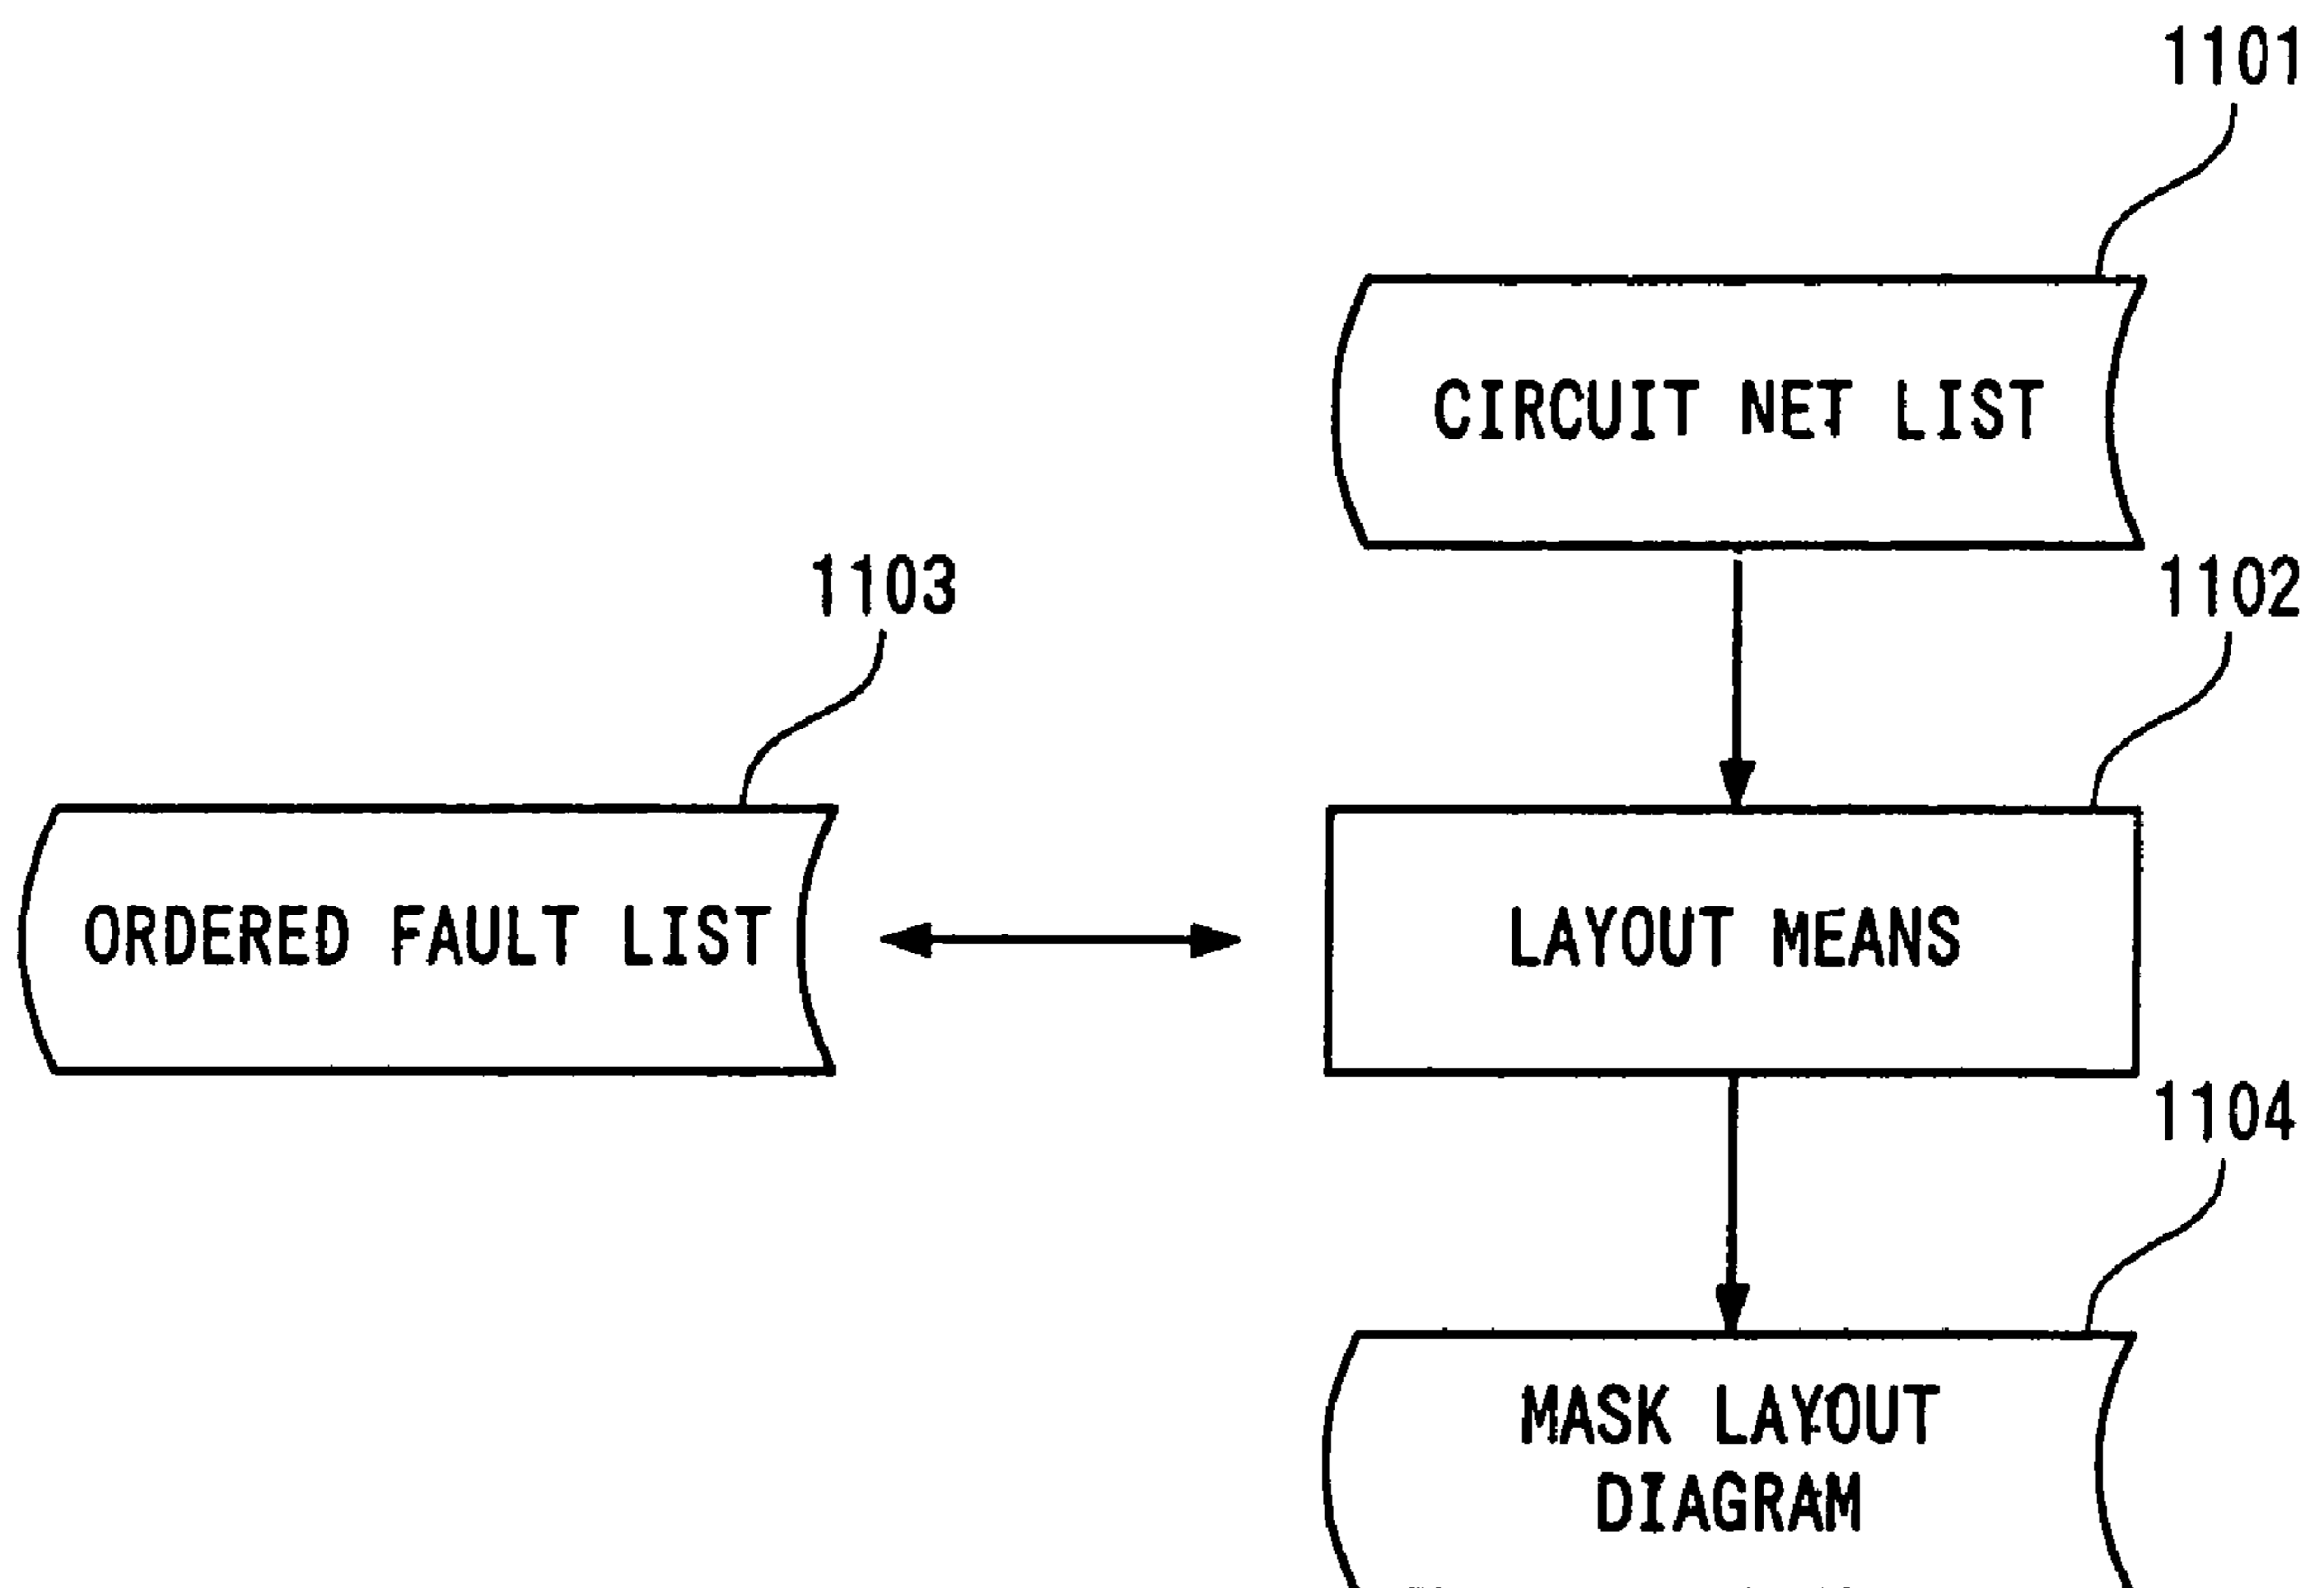 1101
CIRCUIT NET LIST
1103
1102
ORDERED FAULT LIST
LAYOUT MEANS
1104
MASK LAYOUT
DIAGRAM